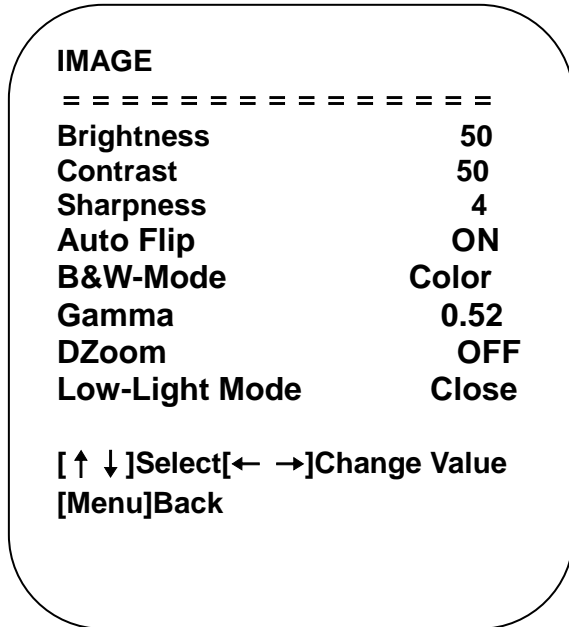 IMAGE
= = = = = = = = = = = = = = =
Brightness 50
Contrast 50
Sharpness 4
Auto Flip ON
B&W-Mode Color
Gamma 0.52
DZoom OFF
Low-Light Mode Close
[↑ ↓]Select[← →]Change Value
[Menu]Back